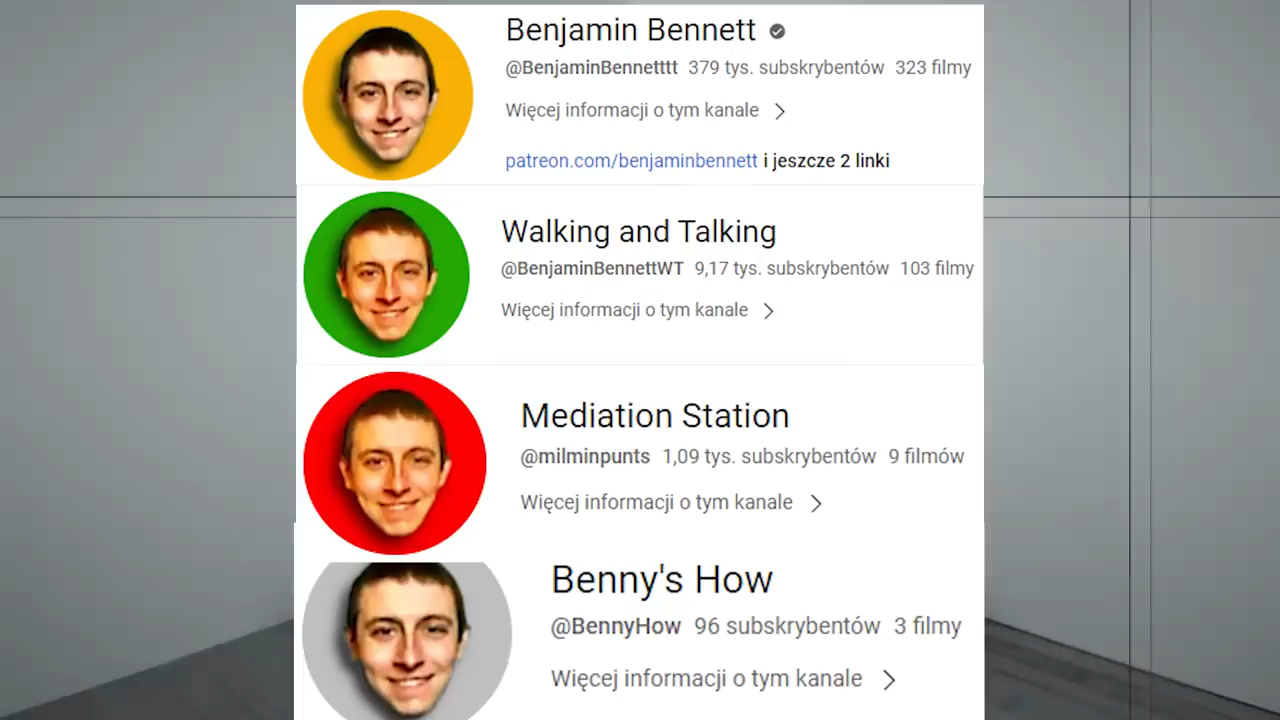 Benjamin Bennett
@BenjaminBennetttt 379 tys. subskrybentów 323 filmy
Więcej informacji o tym kanale
patreon.com/benjaminbennett i jeszcze 2 linki
Walking and Talking
@BenjaminBennettWT 9,17 tys. subskrybentów 103 filmy
Więcej informacji o tym kanale
Mediation Station
@milminpunts 1,09 tys. subskrybentów 9 filmów
Więcej informacji o tym kanale
Benny's How
@BennyHow 96 subskrybentów 3 filmy
Więcej informacji o tym kanale